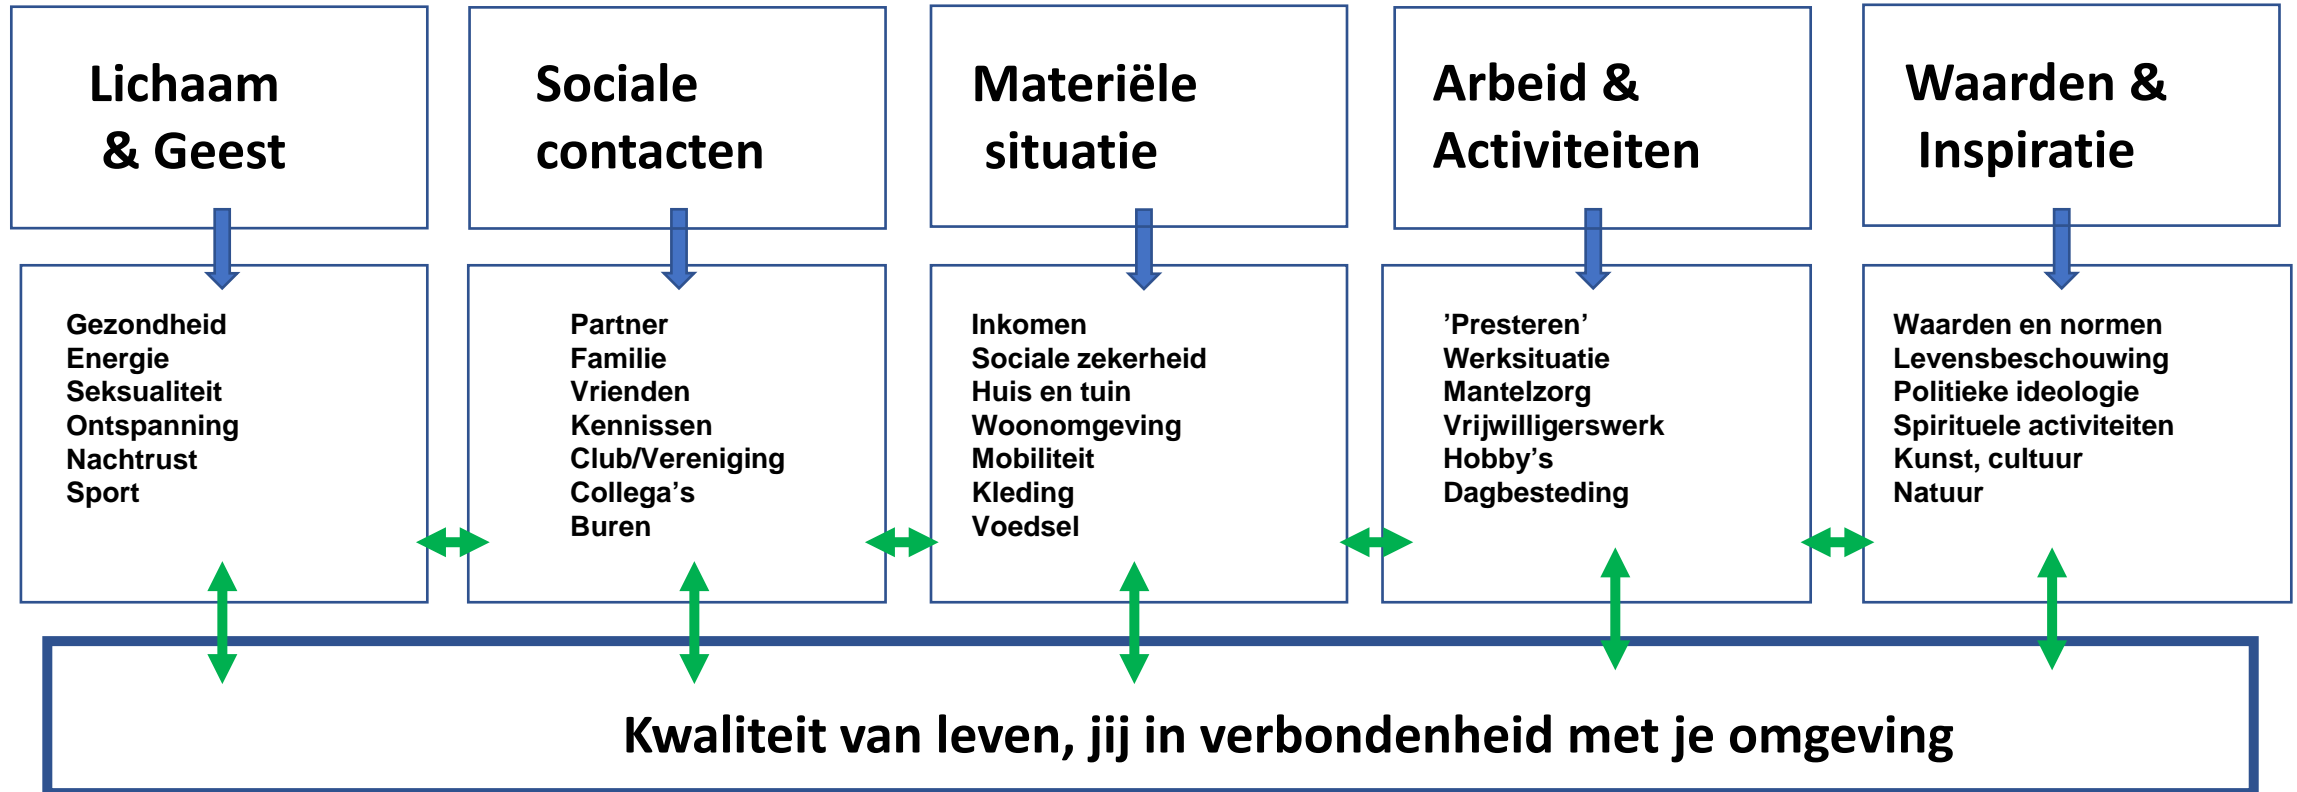 Lichaam
& Geest
Sociale
contacten
Materiële
situatie
Arbeid &
Activiteiten
Waarden &
Inspiratie
Gezondheid
Energie
Seksualiteit
Ontspanning
Nachtrust
Sport
Partner
Familie
Vrienden
Kennissen
Club/Vereniging
Collega’s
Buren
Inkomen
Sociale zekerheid
Huis en tuin
Woonomgeving
Mobiliteit
Kleding
Voedsel
’Presteren’
Werksituatie
Mantelzorg
Vrijwilligerswerk
Hobby’s
Dagbesteding
Waarden en normen
Levensbeschouwing
Politieke ideologie
Spirituele activiteiten
Kunst, cultuur
Natuur
Kwaliteit van leven, jij in verbondenheid met je omgeving